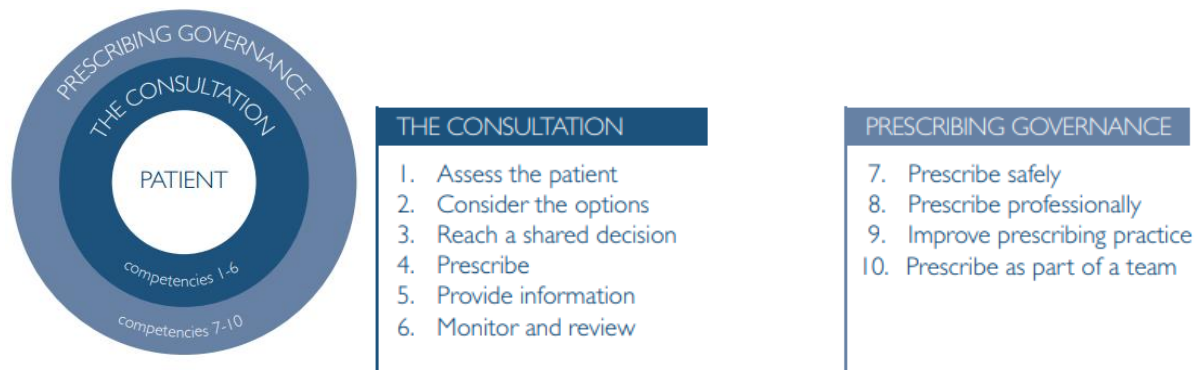 PRESCRIBING GOVERNANCE
THE CONSULTATION
PATIENT
competencies 1-6
competencies 7-10
THE CONSULTATION
1. Assess the patient
2. Consider the options
3. Reach a shared decision
4. Prescribe
5. Provide information
6. Monitor and review
PRESCRIBING GOVERNANCE
7. Prescribe safely
8. Prescribe professionally
9. Improve prescribing practice
10. Prescribe as part of a team